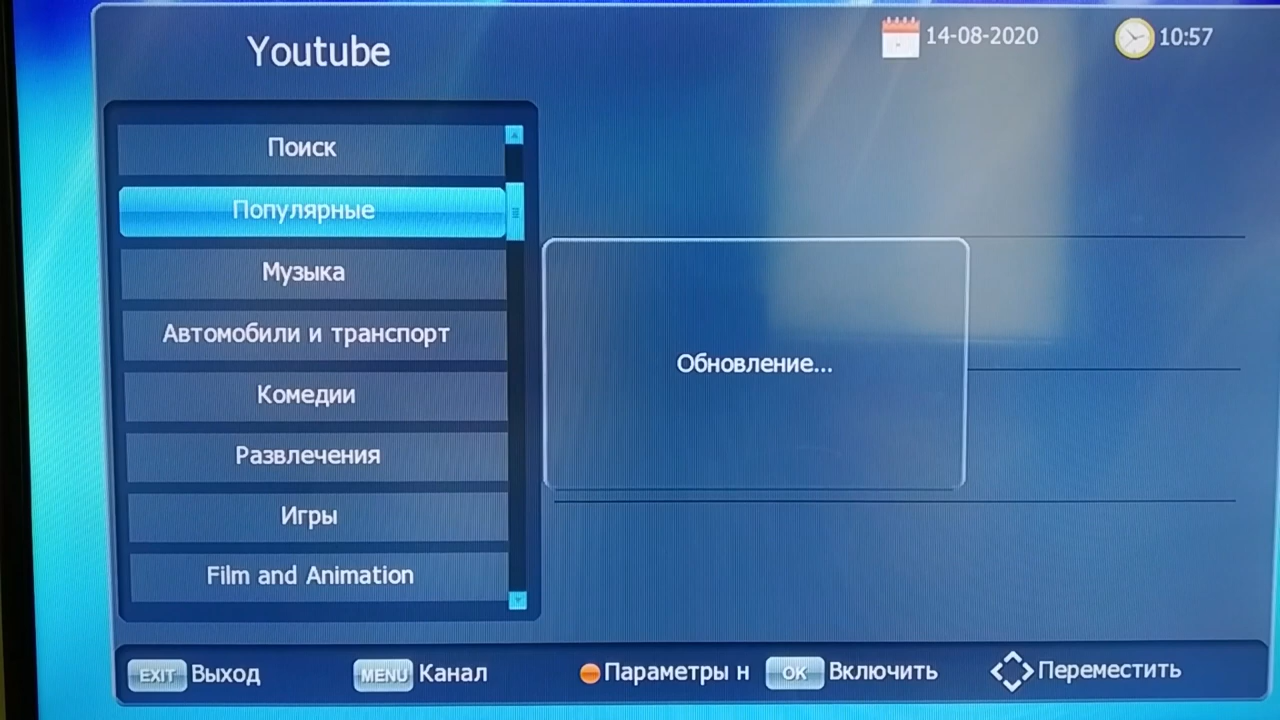 Youtube
14-08-2020
10:57
Поиск
Популярные
Музыка
Автомобили и транспорт
Комедии
Развлечения
Игры
Film and Animation
Обновление...
EXIT Выход
MENU Канал
Параметры н
OK Включить
Переместить